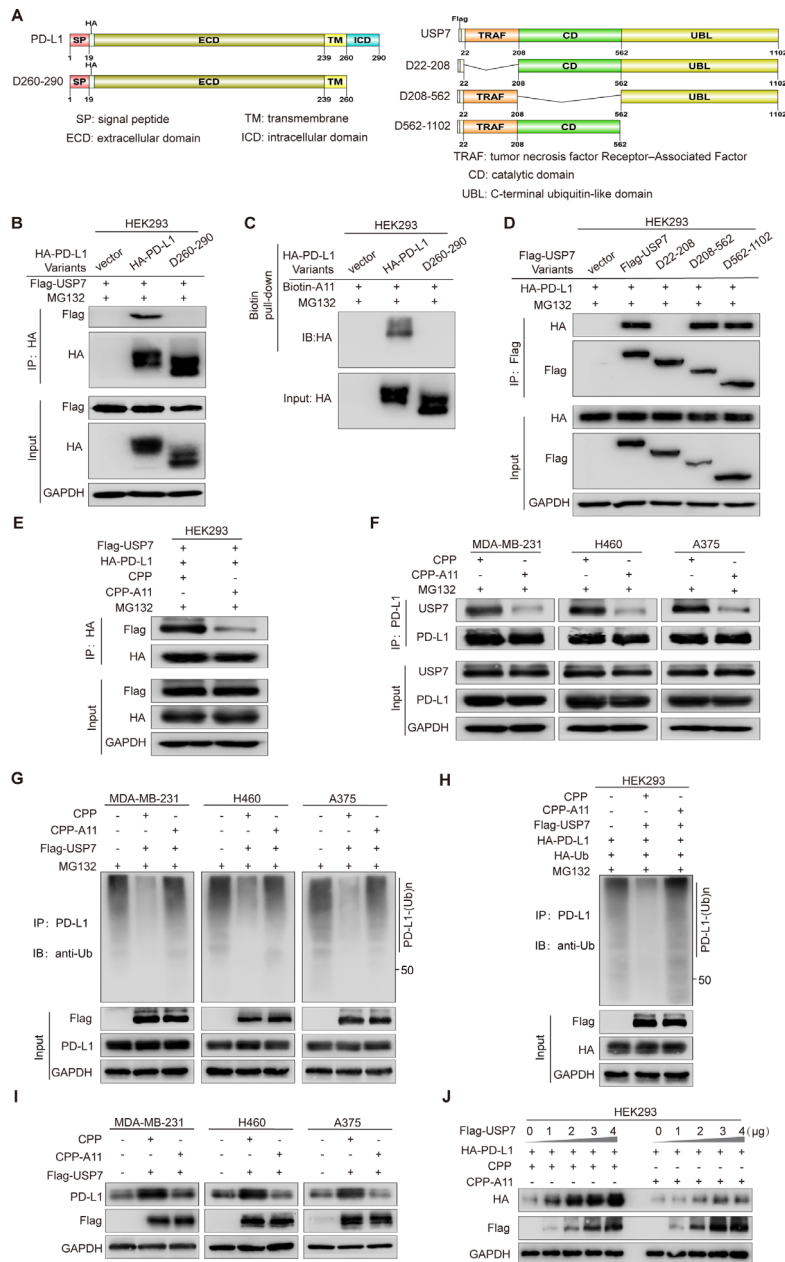 A
HA
PD-L1 SP ECD TM ICD
1 19 239 260 290
HA
D260-290 SP ECD TM
1 19 239 260
SP: signal peptide TM: transmembrane
ECD: extracellular domain ICD: intracellular domain
Flag
USP7 TRAF CD UBL
22 208 562 1102
D22-208 CD UBL
22 208 562 1102
D208-562 TRAF UBL
22 208 562 1102
D562-1102 TRAF CD
22 208 562
TRAF: tumor necrosis factor Receptor–Associated Factor
CD: catalytic domain
UBL: C-terminal ubiquitin-like domain
B
HEK293
HA-PD-L1 Variants vector HA-PD-L1 D260-290
Flag-USP7 + + +
MG132 + + +
IP: HA
Flag
HA
Input
Flag
HA
GAPDH
C
HEK293
Biotin pull-down
HA-PD-L1 Variants vector HA-PD-L1 D260-290
Biotin-A11 + + +
MG132 + + +
IB:HA
Input: HA
D
HEK293
Flag-USP7 Variants vector Flag-USP7 D22-208 D208-562 D562-1102
HA-PD-L1 + + + + +
MG132 + + + + +
IP: Flag
HA
Flag
Input
HA
Flag
GAPDH
E
HEK293
Flag-USP7 + +
HA-PD-L1 + +
CPP + -
CPP-A11 - +
MG132 + +
IP: HA
Flag
HA
Input
Flag
HA
GAPDH
F
MDA-MB-231 H460 A375
CPP + - + - + -
CPP-A11 - + - + - +
MG132 + + + + + +
IP: PD-L1
USP7
PD-L1
Input
USP7
PD-L1
GAPDH
G
MDA-MB-231 H460 A375
CPP - + - - + - - + -
CPP-A11 - - + - - + - - +
Flag-USP7 - + + - + + - + +
MG132 + + + + + + + + +
IP: PD-L1
IB: anti-Ub
PD-L1-(Ub)n
50
Input
Flag
PD-L1
GAPDH
H
HEK293
CPP - + -
CPP-A11 - - +
Flag-USP7 - + +
HA-PD-L1 + + +
HA-Ub + + +
MG132 + + +
IP: PD-L1
IB: anti-Ub
PD-L1-(Ub)n
50
Input
Flag
HA
GAPDH
I
MDA-MB-231 H460 A375
CPP - + - - + - - + -
CPP-A11 - - + - - + - - +
Flag-USP7 - + + - + + - + +
PD-L1
Flag
GAPDH
J
HEK293
Flag-USP7 0 1 2 3 4 0 1 2 3 4 (μg)
HA-PD-L1 + + + + + + + + + +
CPP + + + + + - - - - -
CPP-A11 - - - - - + + + + +
HA
Flag
GAPDH